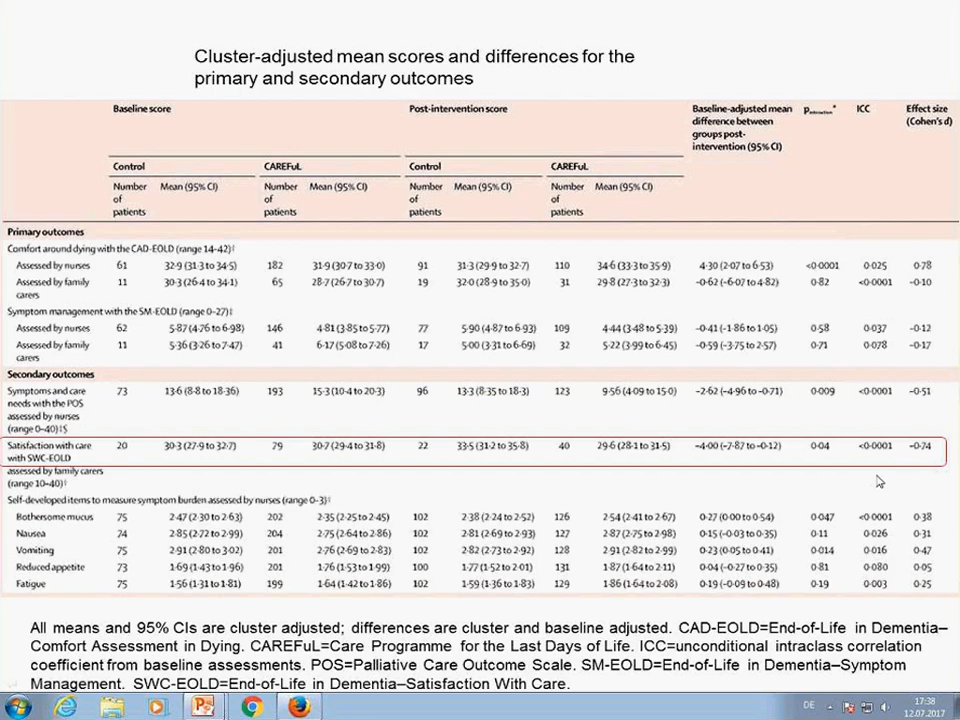 Cluster-adjusted mean scores and differences for the
primary and secondary outcomes
Baseline score Post-intervention score Baseline-adjusted mean difference between groups post-intervention (95% CI) pinteraction* ICC Effect size (Cohen's d)
Control CAREFuL Control CAREFuL
Number of patients Mean (95% CI) Number of patients Mean (95% CI) Number of patients Mean (95% CI) Number of patients Mean (95% CI)
Primary outcomes
Comfort around dying with the CAD-EOLD (range 14-42)†
Assessed by nurses 61 32·9 (31·3 to 34·5) 182 31·9 (30·7 to 33·0) 91 31·3 (29·9 to 32·7) 110 34·6 (33·3 to 35·9) 4·30 (2·07 to 6·53) <0·0001 0·025 0·78
Assessed by family carers 11 30·3 (26·4 to 34·1) 65 28·7 (26·7 to 30·7) 19 32·0 (28·9 to 35·0) 31 29·8 (27·3 to 32·3) –0·62 (–6·07 to 4·82) 0·82 <0·0001 –0·10
Symptom management with the SM-EOLD (range 0-27)‡
Assessed by nurses 62 5·87 (4·76 to 6·98) 146 4·81 (3·85 to 5·77) 77 5·90 (4·87 to 6·93) 109 4·44 (3·48 to 5·39) –0·41 (–1·86 to 1·05) 0·58 0·037 –0·12
Assessed by family carers 11 5·36 (3·26 to 7·47) 41 6·17 (5·08 to 7·26) 17 5·00 (3·31 to 6·69) 32 5·22 (3·99 to 6·45) –0·59 (–3·75 to 2·57) 0·71 0·078 –0·17
Secondary outcomes
Symptoms and care needs with the POS assessed by nurses (range 0-40)‡§ 73 13·6 (8·8 to 18·36) 193 15·3 (10·4 to 20·3) 96 13·3 (8·35 to 18·3) 123 9·56 (4·09 to 15·0) –2·62 (–4·96 to –0·71) 0·009 <0·0001 –0·51
Satisfaction with care with SWC-EOLD assessed by family carers (range 10-40)† 20 30·3 (27·9 to 32·7) 79 30·7 (29·4 to 31·8) 22 33·5 (31·2 to 35·8) 40 29·6 (28·1 to 31·5) –4·00 (–7·87 to –0·12) 0·04 <0·0001 –0·74
Self-developed items to measure symptom burden assessed by nurses (range 0-3)
Bothersome mucus 75 2·47 (2·30 to 2·63) 202 2·35 (2·25 to 2·45) 102 2·38 (2·24 to 2·52) 126 2·54 (2·41 to 2·67) 0·27 (0·00 to 0·54) 0·047 <0·0001 0·38
Nausea 74 2·85 (2·72 to 2·99) 204 2·75 (2·64 to 2·86) 102 2·81 (2·69 to 2·93) 127 2·87 (2·75 to 2·98) 0·15 (–0·03 to 0·35) 0·11 0·026 0·31
Vomiting 75 2·91 (2·80 to 3·02) 201 2·76 (2·69 to 2·83) 102 2·82 (2·73 to 2·92) 128 2·91 (2·82 to 2·99) 0·23 (0·05 to 0·41) 0·014 0·016 0·47
Reduced appetite 73 1·69 (1·43 to 1·96) 201 1·76 (1·53 to 1·99) 100 1·77 (1·52 to 2·01) 131 1·87 (1·64 to 2·11) 0·04 (–0·27 to 0·35) 0·81 0·080 0·05
Fatigue 75 1·56 (1·31 to 1·81) 199 1·64 (1·42 to 1·86) 102 1·59 (1·36 to 1·83) 129 1·86 (1·64 to 2·08) 0·19 (–0·09 to 0·48) 0·19 0·003 0·25
All means and 95% CIs are cluster adjusted; differences are cluster and baseline adjusted. CAD-EOLD=End-of-Life in Dementia–
Comfort Assessment in Dying. CAREFuL=Care Programme for the Last Days of Life. ICC=unconditional intraclass correlation
coefficient from baseline assessments. POS=Palliative Care Outcome Scale. SM-EOLD=End-of-Life in Dementia–Symptom
Management. SWC-EOLD=End-of-Life in Dementia–Satisfaction With Care.
DE 17:38
12.07.2017